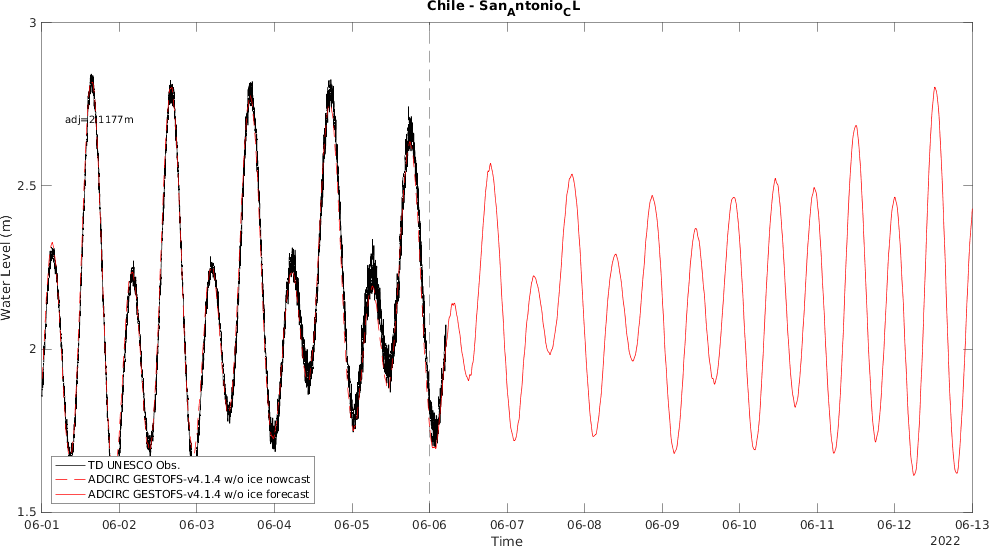 Chile - SanAntonioCL
3
adj=2.1177m
2.5
Water Level (m)
2
TD UNESCO Obs.
ADCIRC GESTOFS-v4.1.4 w/o ice nowcast
ADCIRC GESTOFS-v4.1.4 w/o ice forecast
1.5
06-01 06-02 06-03 06-04 06-05 06-06 06-07 06-08 06-09 06-10 06-11 06-12 06-13
Time
2022